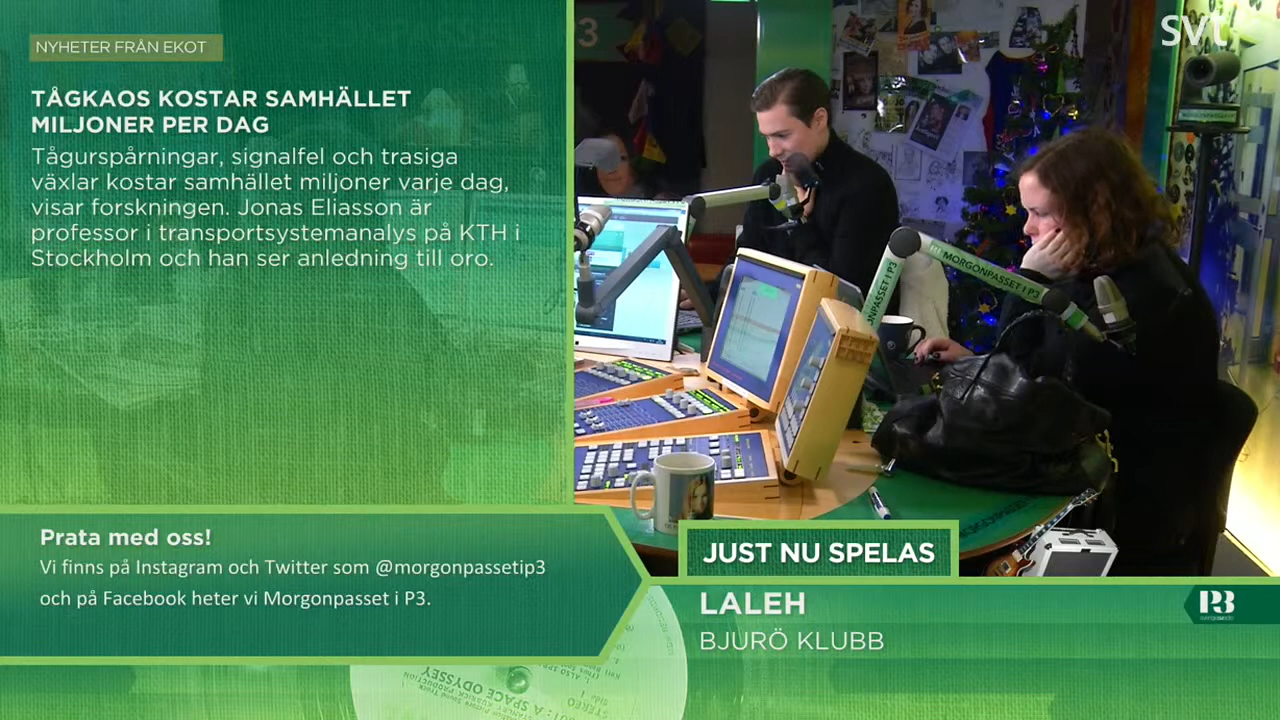 NYHETER FRÅN EKOT
TÅGKAOS KOSTAR SAMHÄLLET
MILJONER PER DAG
Tågurspårningar, signalfel och trasiga
växlar kostar samhället miljoner varje dag,
visar forskningen. Jonas Eliasson är
professor i transportsystemanalys på KTH i
Stockholm och han ser anledning till oro.
svt
MORGONPASSET I P3
Prata med oss!
Vi finns på Instagram och Twitter som @morgonpassetip3
och på Facebook heter vi Morgonpasset i P3.
JUST NU SPELAS
LALEH
BJURÖ KLUBB
P3
STEREO
A SPACE ODYSSEY